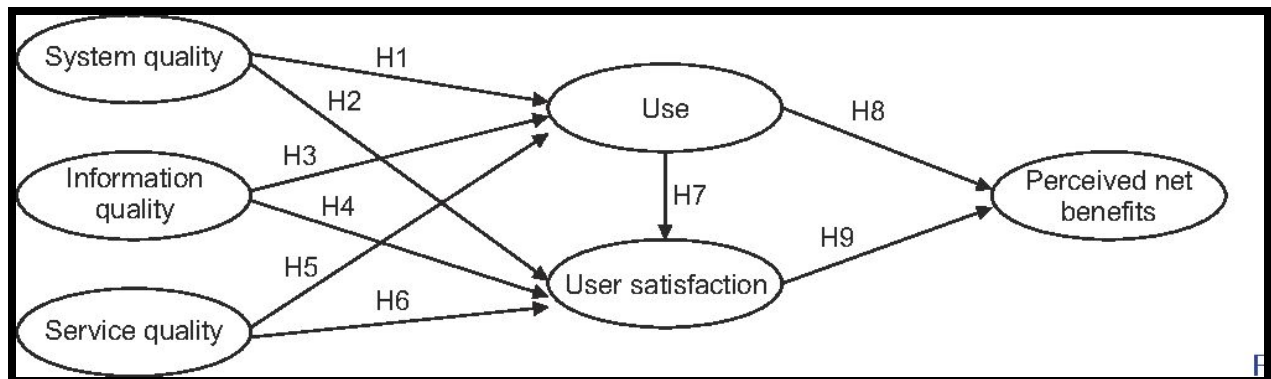 System quality
H1
H2
Use
H8
H3
Information
quality
H4
H7
Perceived net
benefits
H5
H9
User satisfaction
H6
Service quality
F